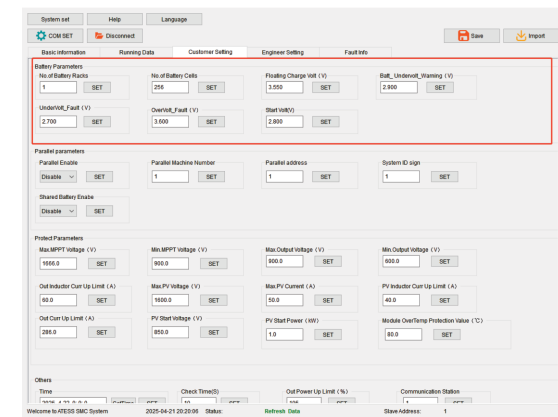 System set Help Language
COM SET Disconnect Save Import
Basic information Running Data Customer Setting Engineer Setting Fault Info
Battery Parameters
No.of Battery Racks No.of Battery Cells Floating Charge Volt (V) Batt_Undervolt_Warning (V)
1 SET 256 SET 3.550 SET 2.900 SET
UnderVolt_Fault (V) OverVolt_Fault (V) Start Volt(V)
2.700 SET 3.600 SET 2.800 SET
Parallel parameters
Parallel Enable Parallel Machine Number Parallel address System ID sign
Disable SET 1 SET 1 SET 1 SET
Shared Battery Enabe
Disable SET
Protect Parameters
Max.MPPT Voltage (V) Min.MPPT Voltage (V) Max.Output Voltage (V) Min.Output Voltage (V)
SET 900.0 SET 900.0 SET 600.0 SET
Out Inductor Curr Up Limit (A) Max.PV Voltage (V) Max.PV Current (A) PV Inductor Curr Up Limit (A)
60.0 SET 1600.0 SET 50.0 SET 40.0 SET
Out Curr Up Limit (A) PV Start Voltage (V) PV Start Power (kW) Module OverTemp Protection Value (℃)
286.0 SET 850.0 SET 1.0 SET 80.0 SET
Others
Time Check Time(S) Out Power Up Limit (%) Communication Station
SET SET SET
Welcome to ATESS SMC System 2025-04-21 20:20:06 Status: Refresh Data Slave Address: 1